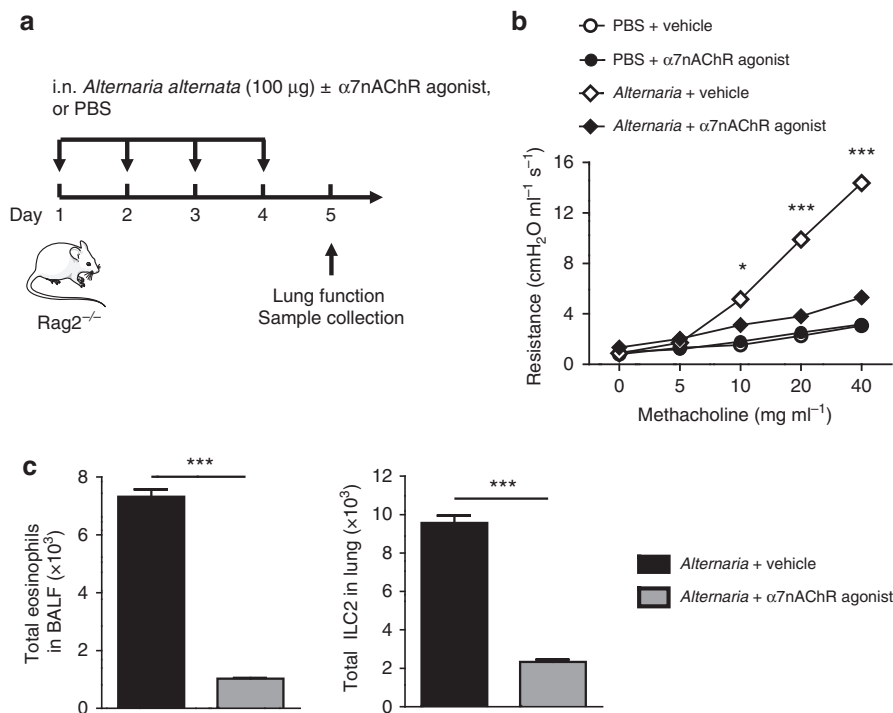 a
i.n. Alternaria alternata (100 μg) ± α7nAChR agonist,
or PBS
Day 1 2 3 4 5
Rag2−/−
Lung function
Sample collection
b
PBS + vehicle
PBS + α7nAChR agonist
Alternaria + vehicle
Alternaria + α7nAChR agonist
Resistance (cmH2O ml−1 s−1)
16
12
8
4
0
*
***
***
0 5 10 20 40
Methacholine (mg ml−1)
c
Total eosinophils
in BALF (×10³)
8
6
4
2
0
***
Total ILC2 in lung (×10³)
12
10
8
6
4
2
0
***
Alternaria + vehicle
Alternaria + α7nAChR agonist